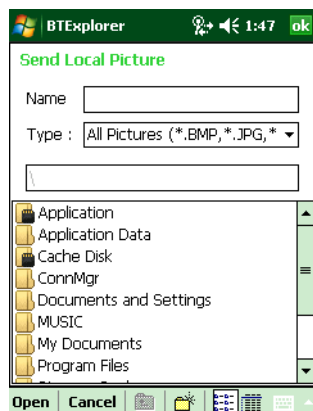 BTExplorer 1:47 ok
Send Local Picture
Name
Type : All Pictures (*.BMP,*.JPG,*
\
Application
Application Data
Cache Disk
ConnMgr
Documents and Settings
MUSIC
My Documents
Program Files
Open Cancel